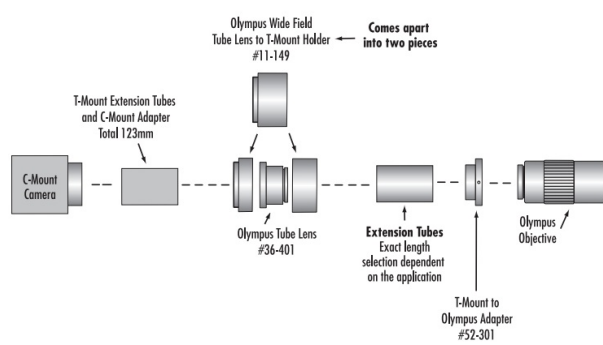 Olympus Wide Field
Tube Lens to T-Mount Holder
#11-149
Comes apart
into two pieces
T-Mount Extension Tubes
and C-Mount Adapter
Total 123mm
C-Mount
Camera
Olympus Tube Lens
#36-401
Extension Tubes
Exact length
selection dependent
on the application
Olympus
Objective
T-Mount to
Olympus Adapter
#52-301